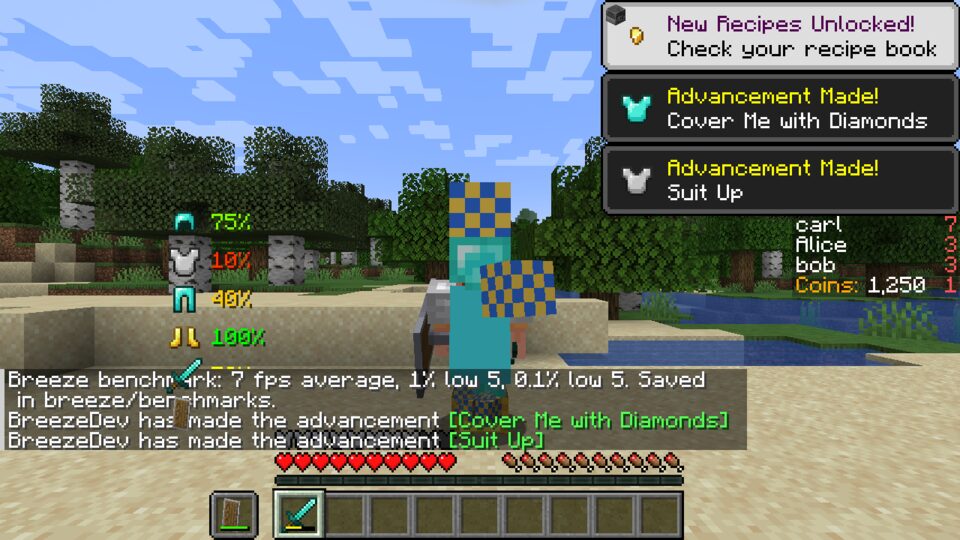 New Recipes Unlocked!
Check your recipe book
Advancement Made!
Cover Me with Diamonds
Advancement Made!
Suit Up
carl 7
Alice 3
bob 3
Coins: 1,250 1
75%
10%
40%
100%
Breeze benchmark: 7 fps average, 1% low 5, 0.1% low 5. Saved
in breeze/benchmarks.
BreezeDev has made the advancement [Cover Me with Diamonds]
BreezeDev has made the advancement [Suit Up]